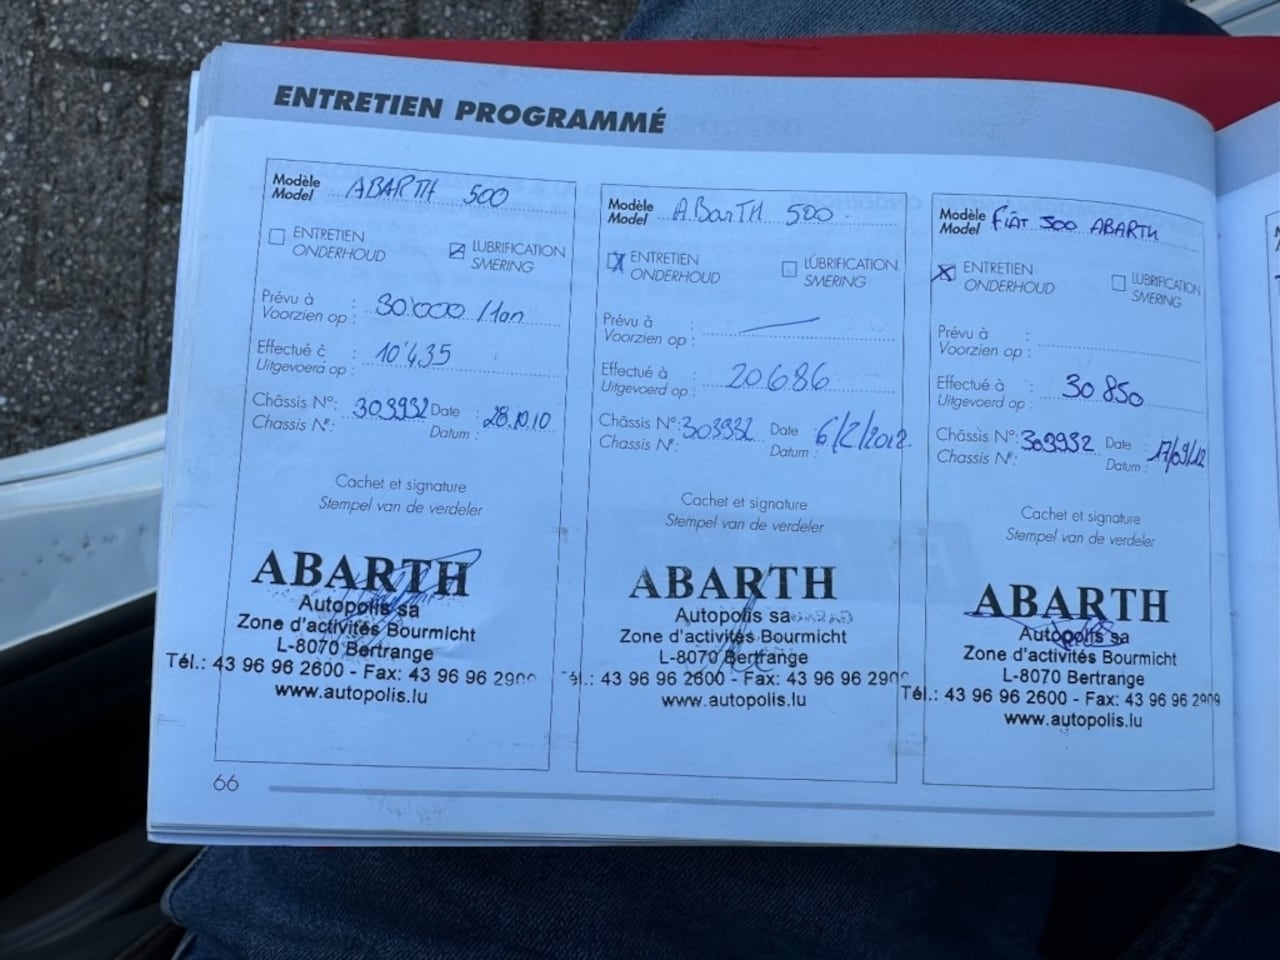 ENTRETIEN PROGRAMMÉ
Modèle
Model
ABARTH 500
ENTRETIEN
ONDERHOUD
LUBRIFICATION
SMERING
Prévu à
Voorzien op :
30'000 / 1an
Effectué à
Uitgevoerd op :
10'435
Châssis N°:
Chassis N°:
303932
Date :
Datum :
28.10.10
Cachet et signature
Stempel van de verdeler
ABARTH
Autopolis sa
Zone d'activités Bourmicht
L-8070 Bertrange
Tél.: 43 96 96 2600 - Fax: 43 96 96 2909
www.autopolis.lu
Modèle
Model
ABarTH 500
ENTRETIEN
ONDERHOUD
LUBRIFICATION
SMERING
Prévu à :
Voorzien op :
Effectué à :
Uitgevoerd op :
20686
Châssis N°:
Chassis N°:
303932
Date :
Datum :
6/2/2012
Cachet et signature
Stempel van de verdeler
ABARTH
Autopolis sa
Zone d'activités Bourmicht
L-8070 Bertrange
Tél.: 43 96 96 2600 - Fax: 43 96 96 290
www.autopolis.lu
Modèle
Model
FIAT 500 ABARTH
ENTRETIEN
ONDERHOUD
LUBRIFICATION
SMERING
Prévu à :
Voorzien op :
Effectué à :
Uitgevoerd op :
30850
Châssis N°:
Chassis N°:
303932
Date :
Datum :
17/09/12
Cachet et signature
Stempel van de verdeler
ABARTH
Autopolis sa
Zone d'activités Bourmicht
L-8070 Bertrange
Tél.: 43 96 96 2600 - Fax: 43 96 96 2909
www.autopolis.lu
66